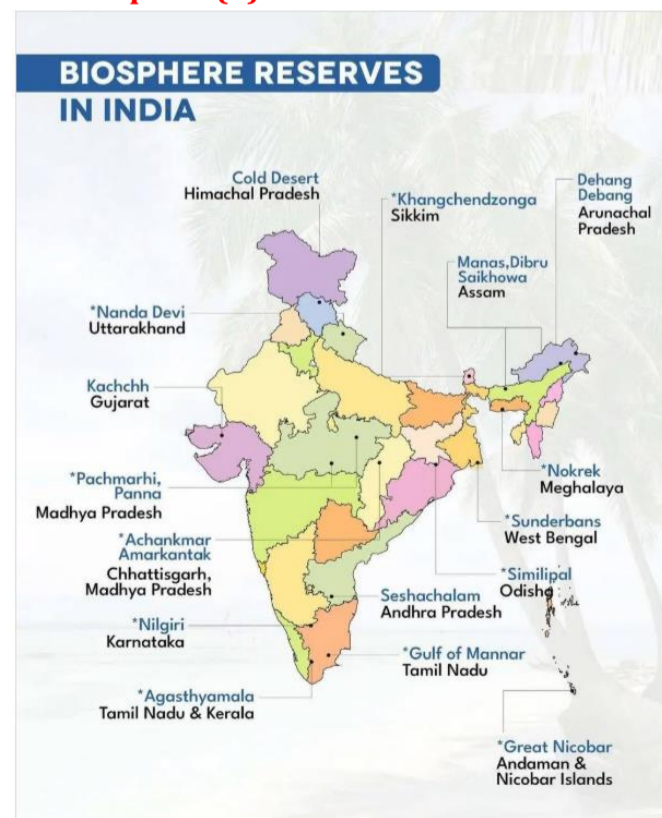 BIOSPHERE RESERVES
IN INDIA
Cold Desert
Himachal Pradesh
*Khangchendzonga
Sikkim
Dehang
Debang
Arunachal
Pradesh
Manas,Dibru
Saikhowa
Assam
*Nanda Devi
Uttarakhand
Kachchh
Gujarat
*Pachmarhi,
Panna
Madhya Pradesh
*Nokrek
Meghalaya
*Sunderbans
West Bengal
*Achankmar
Amarkantak
Chhattisgarh,
Madhya Pradesh
*Similipal
Odisha
Seshachalam
Andhra Pradesh
*Nilgiri
Karnataka
*Gulf of Mannar
Tamil Nadu
*Agasthyamala
Tamil Nadu & Kerala
*Great Nicobar
Andaman &
Nicobar Islands